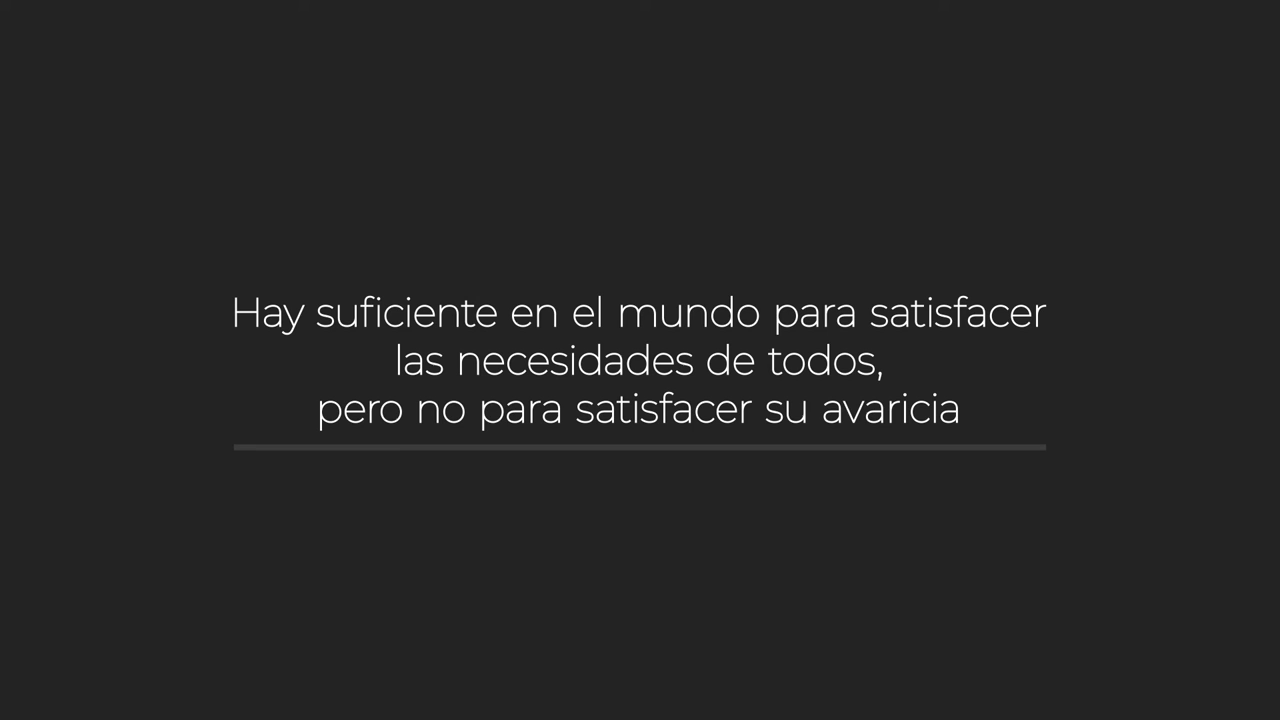 Hay suficiente en el mundo para satisfacer
las necesidades de todos,
pero no para satisfacer su avaricia